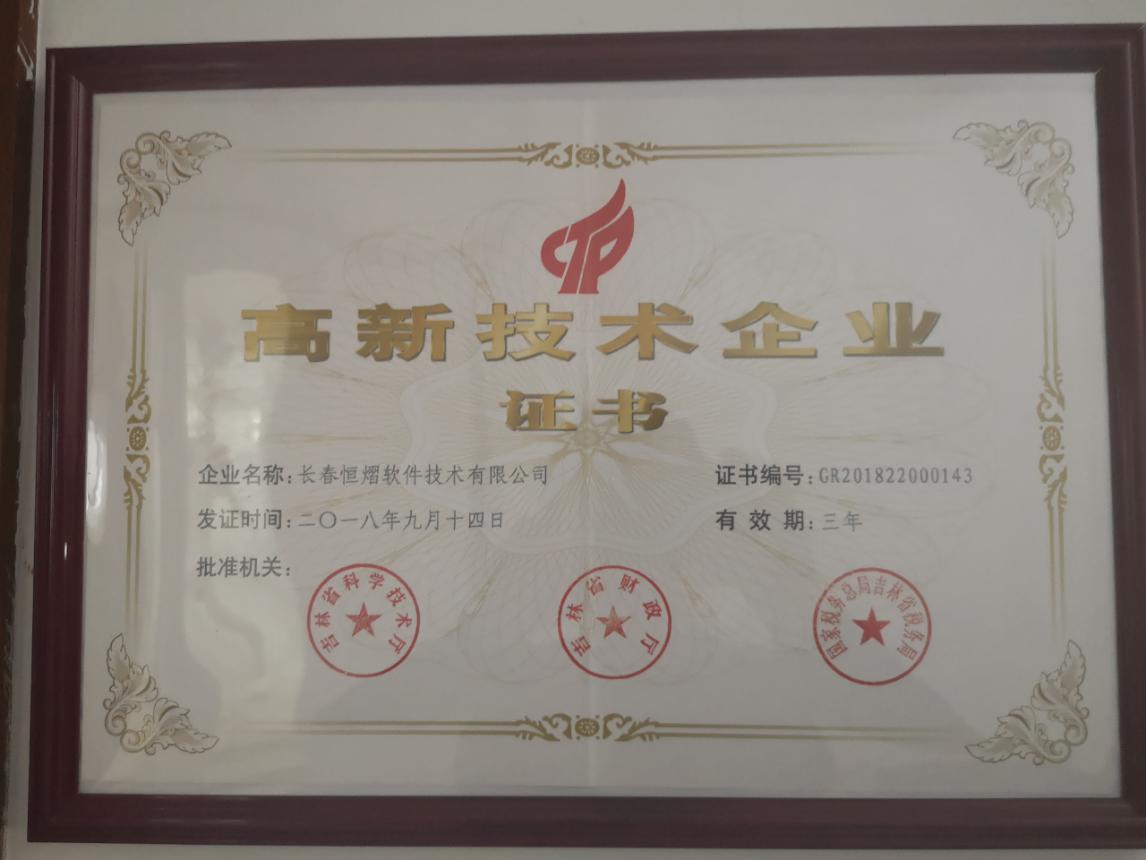 CTP
高新技术企业
证书
企业名称:长春恒熠软件技术有限公司
证书编号:GR201822000143
发证时间:二〇一八年九月十四日
有效期:三年
批准机关:
吉林省科学技术厅
吉林省财政厅
国家税务总局吉林省税务局